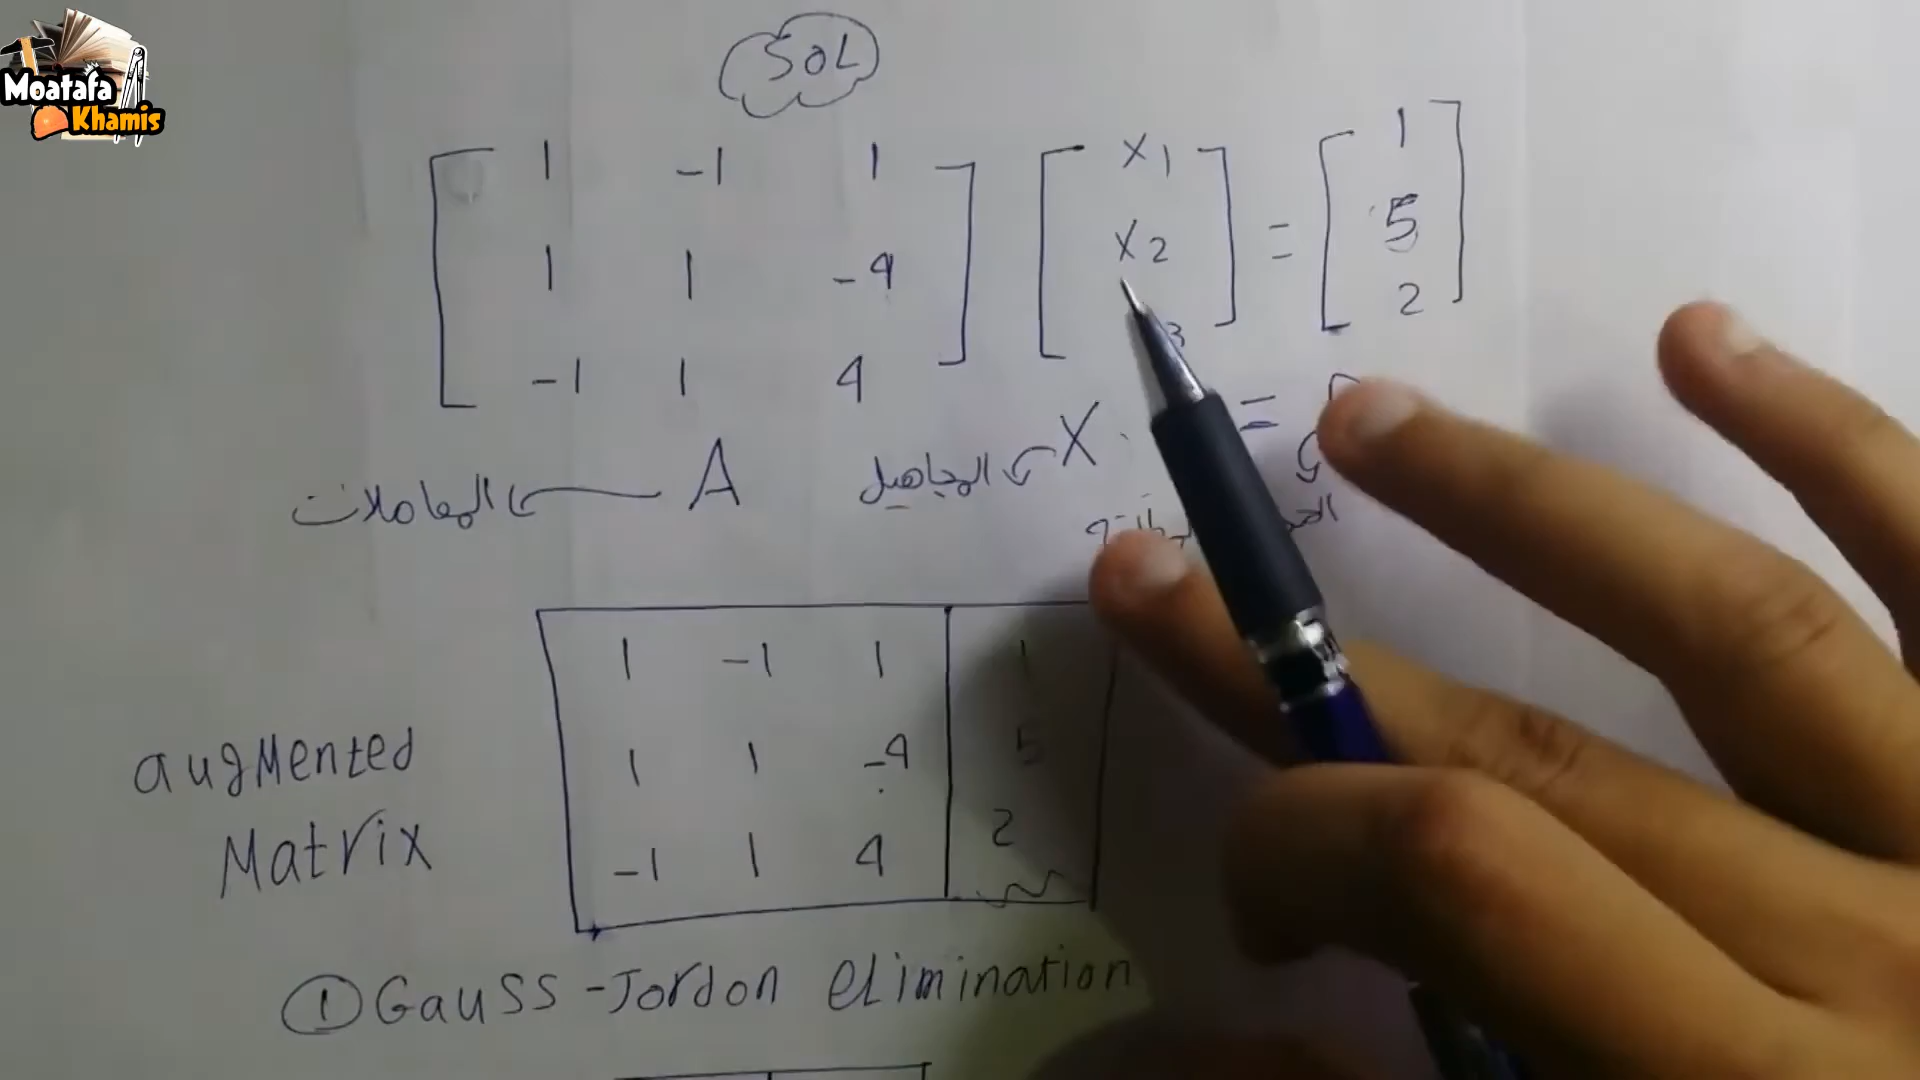 Moatafa
Khamis
SOL
1 -1 1 x1 1
1 1 -4 x2 = 5
-1 1 4 3 2
المعاملات A المجاهيل X =
augMented
Matrix
1 -1 1 1
1 1 -4 5
-1 1 4 2
① Gauss-Jordon elimination